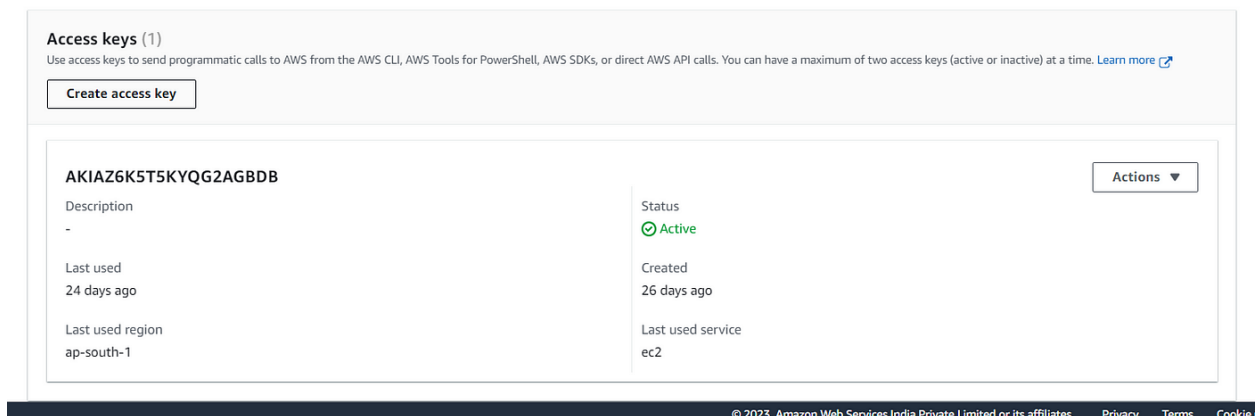 Access keys (1)
Use access keys to send programmatic calls to AWS from the AWS CLI, AWS Tools for PowerShell, AWS SDKs, or direct AWS API calls. You can have a maximum of two access keys (active or inactive) at a time. Learn more
Create access key
AKIAZ6K5T5KYQG2AGBDB
Actions
Description
-
Status
Active
Last used
24 days ago
Created
26 days ago
Last used region
ap-south-1
Last used service
ec2
© 2023, Amazon Web Services India Private Limited or its affiliates. Privacy Terms Cookie